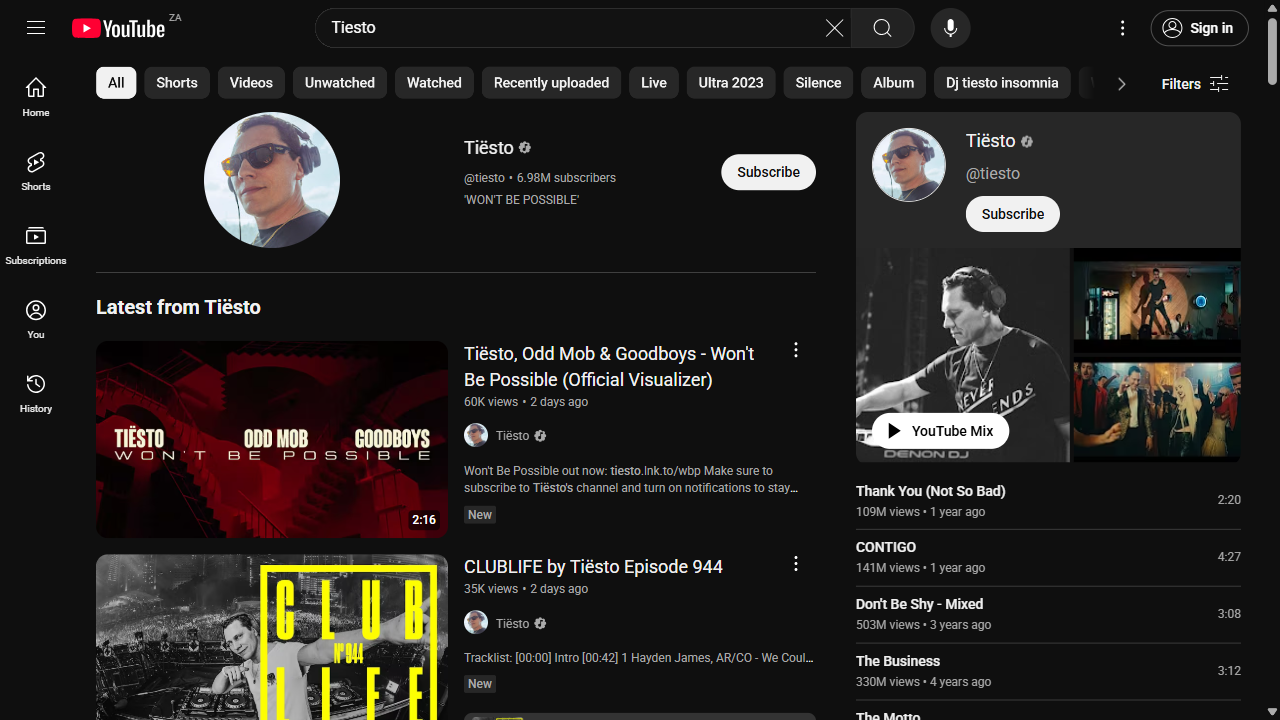 YouTube ZA
Tiesto
Sign in
Home
Shorts
Subscriptions
You
History
All
Shorts
Videos
Unwatched
Watched
Recently uploaded
Live
Ultra 2023
Silence
Album
Dj tiesto insomnia
Filters
Tiësto
@tiesto • 6.98M subscribers
'WON'T BE POSSIBLE'
Subscribe
Latest from Tiësto
TIËSTO ODD MOB GOODBOYS
WON'T BE POSSIBLE
2:16
Tiësto, Odd Mob & Goodboys - Won't
Be Possible (Official Visualizer)
60K views • 2 days ago
Tiësto
Won't Be Possible out now: tiesto.lnk.to/wbp Make sure to
subscribe to Tiësto's channel and turn on notifications to stay...
New
CLUB
Nº944
LIFE
CLUBLIFE by Tiësto Episode 944
35K views • 2 days ago
Tiësto
Tracklist: [00:00] Intro [00:42] 1 Hayden James, AR/CO - We Coul...
New
Tiësto
@tiesto
Subscribe
NEVER
ENDS
YouTube Mix
DENON DJ
Thank You (Not So Bad)
109M views • 1 year ago
2:20
CONTIGO
141M views • 1 year ago
4:27
Don't Be Shy - Mixed
503M views • 3 years ago
3:08
The Business
330M views • 4 years ago
3:12
The Motto